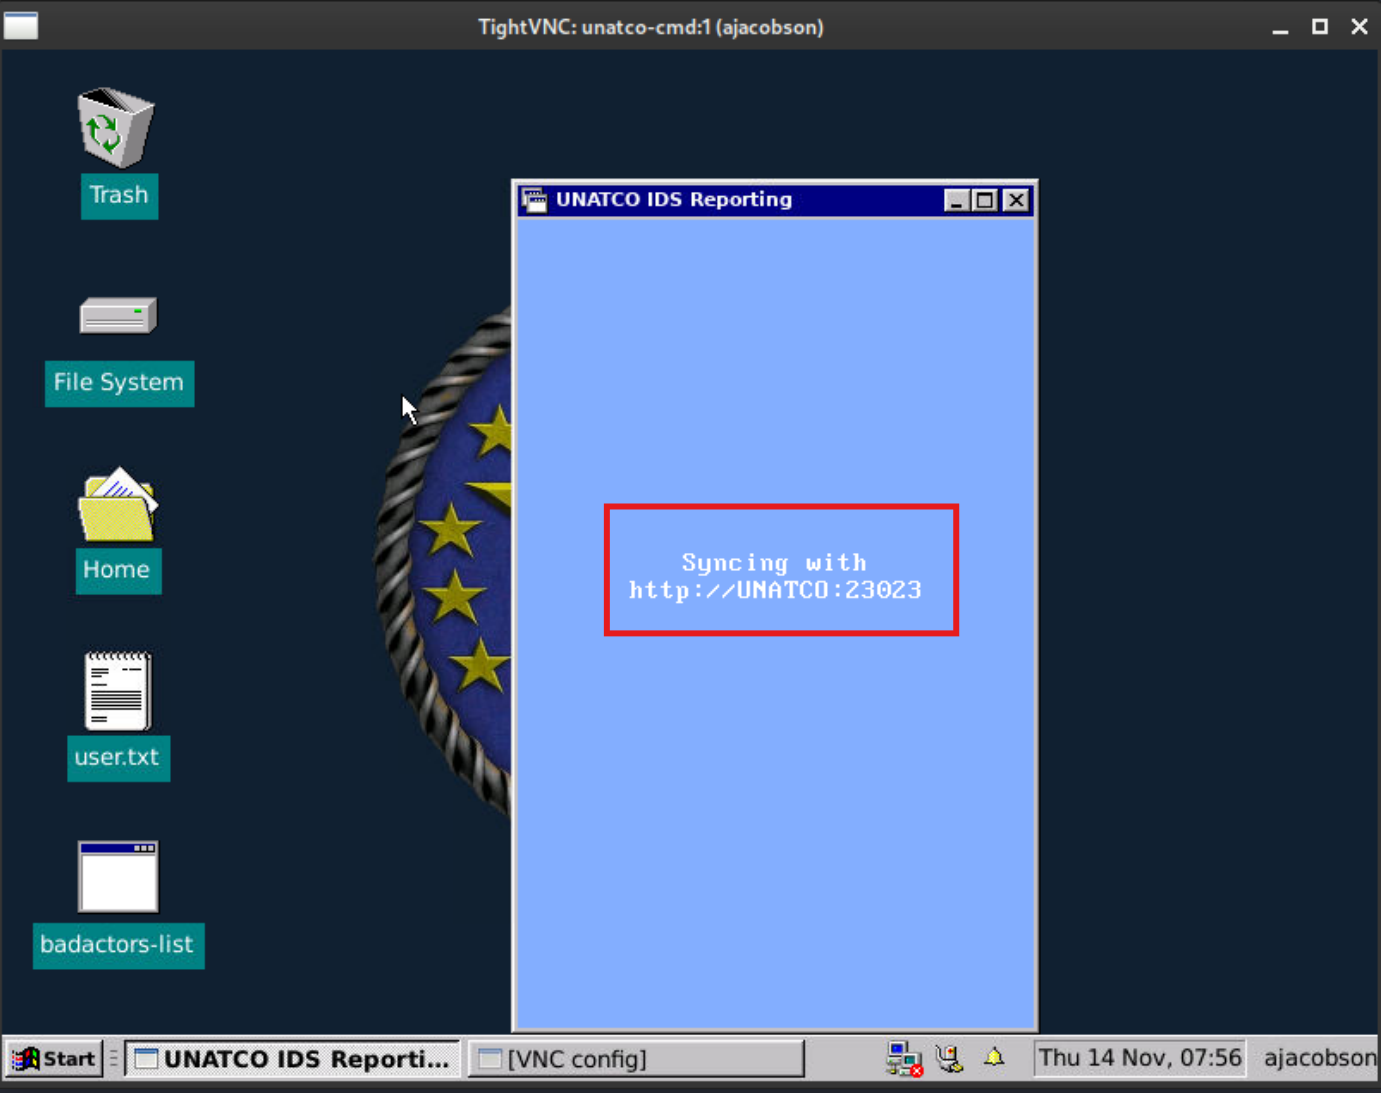 TightVNC: unatco-cmd:1 (ajacobson)
Trash
File System
Home
user.txt
badactors-list
UNATCO IDS Reporting
Syncing with
http://UNATCO:23023
Start
UNATCO IDS Reporti...
[VNC config]
Thu 14 Nov, 07:56
ajacobson